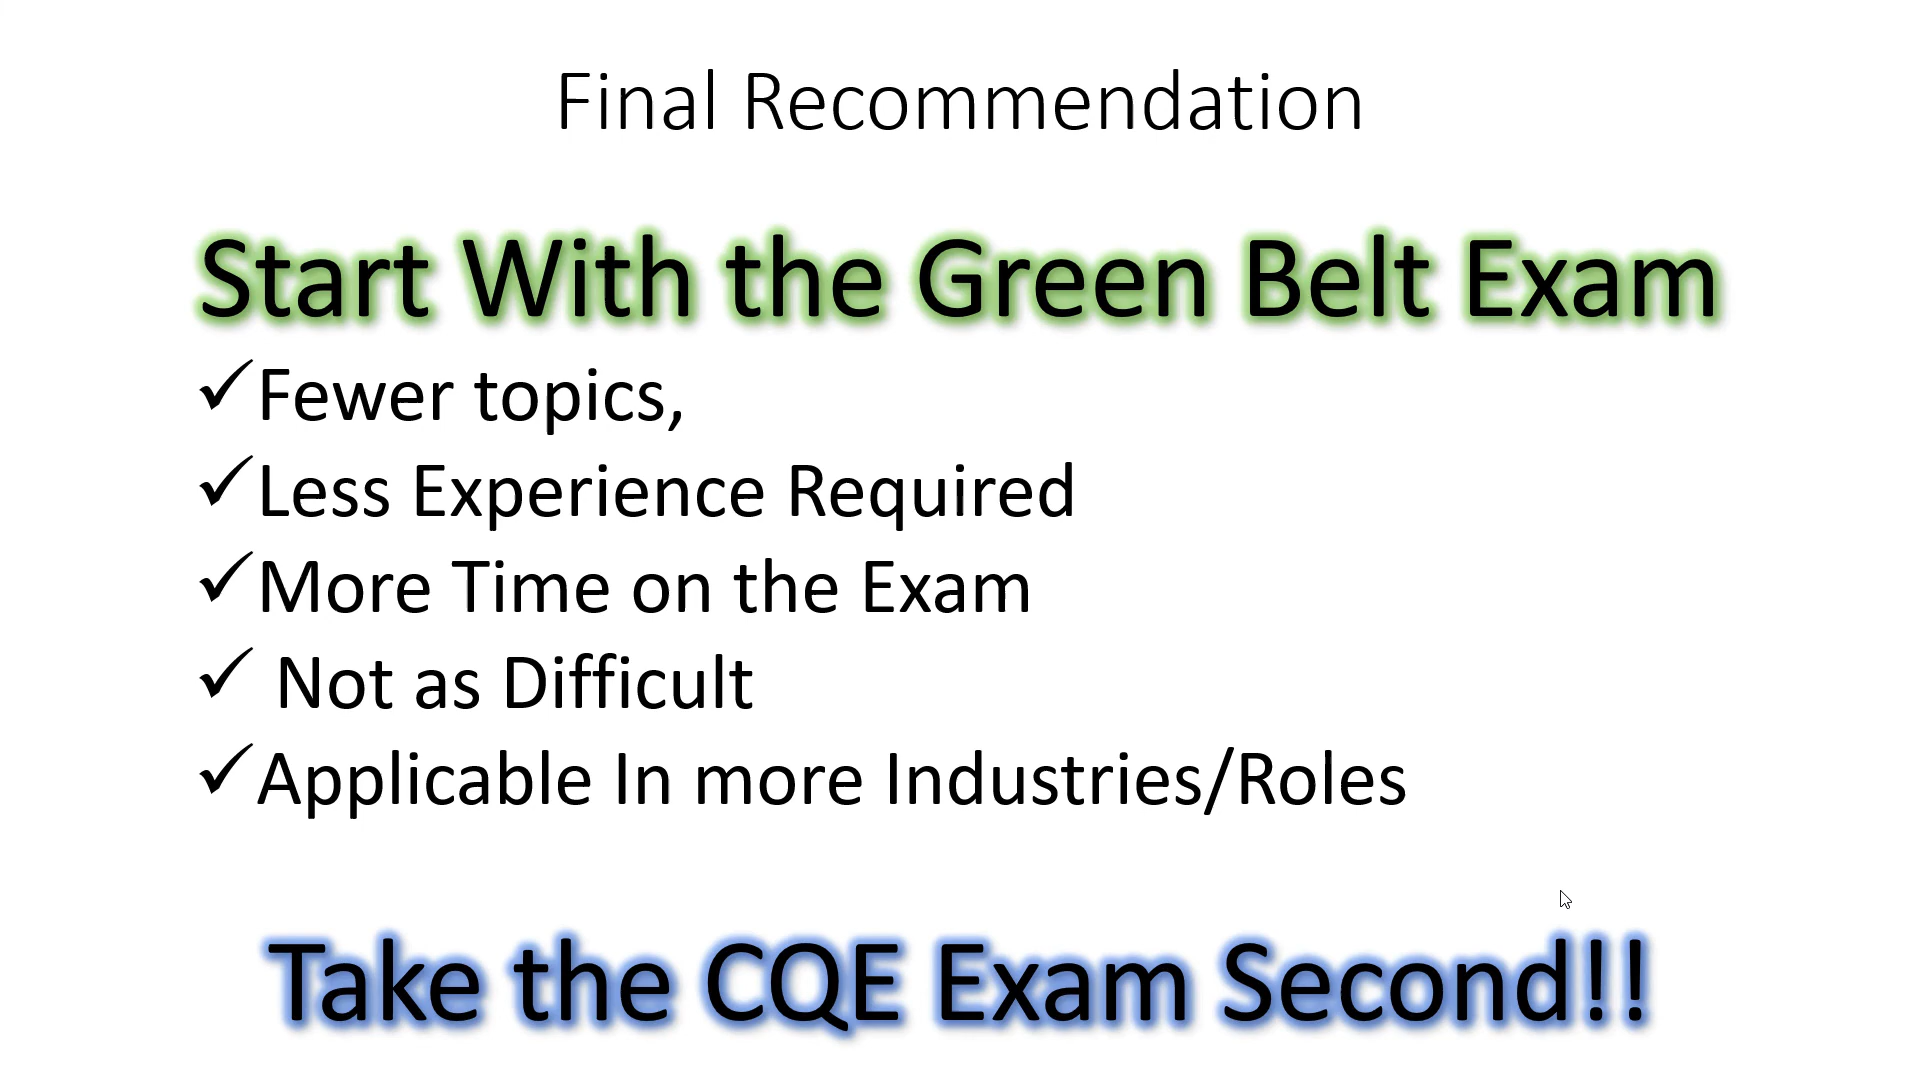 Final Recommendation
Start With the Green Belt Exam
✓Fewer topics,
✓Less Experience Required
✓More Time on the Exam
✓ Not as Difficult
✓Applicable In more Industries/Roles
Take the CQE Exam Second!!